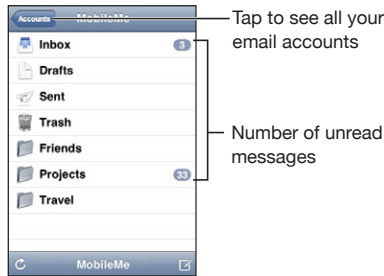 Accounts MobileMe
Tap to see all your
email accounts
Inbox 3
Drafts
Sent
Trash
Friends
Projects 33
Travel
Number of unread
messages
MobileMe